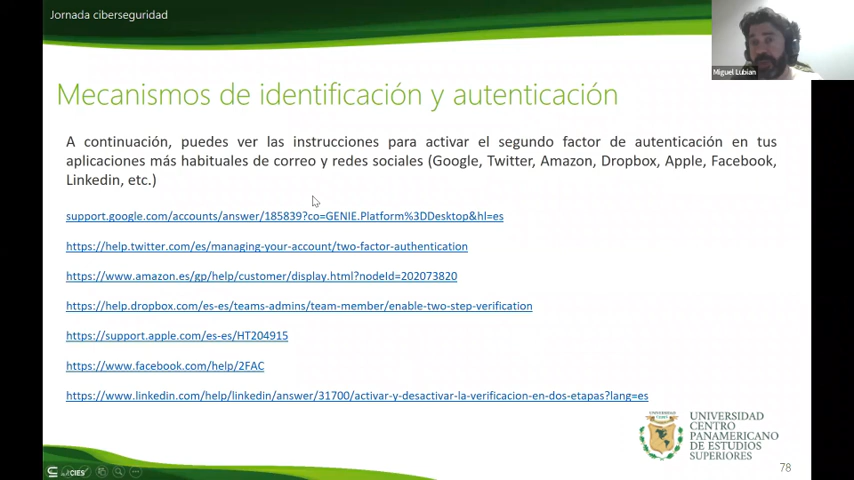 Jornada ciberseguridad
Miguel Lubian
Mecanismos de identificación y autenticación
A continuación, puedes ver las instrucciones para activar el segundo factor de autenticación en tus
aplicaciones más habituales de correo y redes sociales (Google, Twitter, Amazon, Dropbox, Apple, Facebook,
Linkedin, etc.)
support.google.com/accounts/answer/185839?co=GENIE.Platform%3DDesktop&hl=es
https://help.twitter.com/es/managing-your-account/two-factor-authentication
https://www.amazon.es/gp/help/customer/display.html?nodeId=202073820
https://help.dropbox.com/es-es/teams-admins/team-member/enable-two-step-verification
https://support.apple.com/es-es/HT204915
https://www.facebook.com/help/2FAC
https://www.linkedin.com/help/linkedin/answer/31700/activar-y-desactivar-la-verificacion-en-dos-etapas?lang=es
UNIVERSIDAD
CENTRO
PANAMERICANO
DE ESTUDIOS
SUPERIORES
78